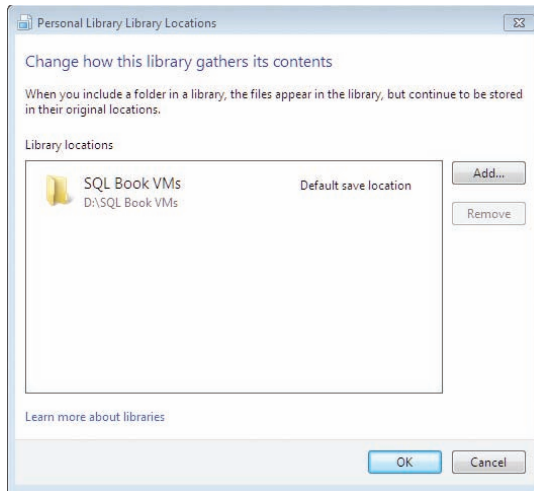 Personal Library Library Locations
Change how this library gathers its contents
When you include a folder in a library, the files appear in the library, but continue to be stored
in their original locations.
Library locations
SQL Book VMs
Default save location
D:\SQL Book VMs
Add...
Remove
Learn more about libraries
OK
Cancel